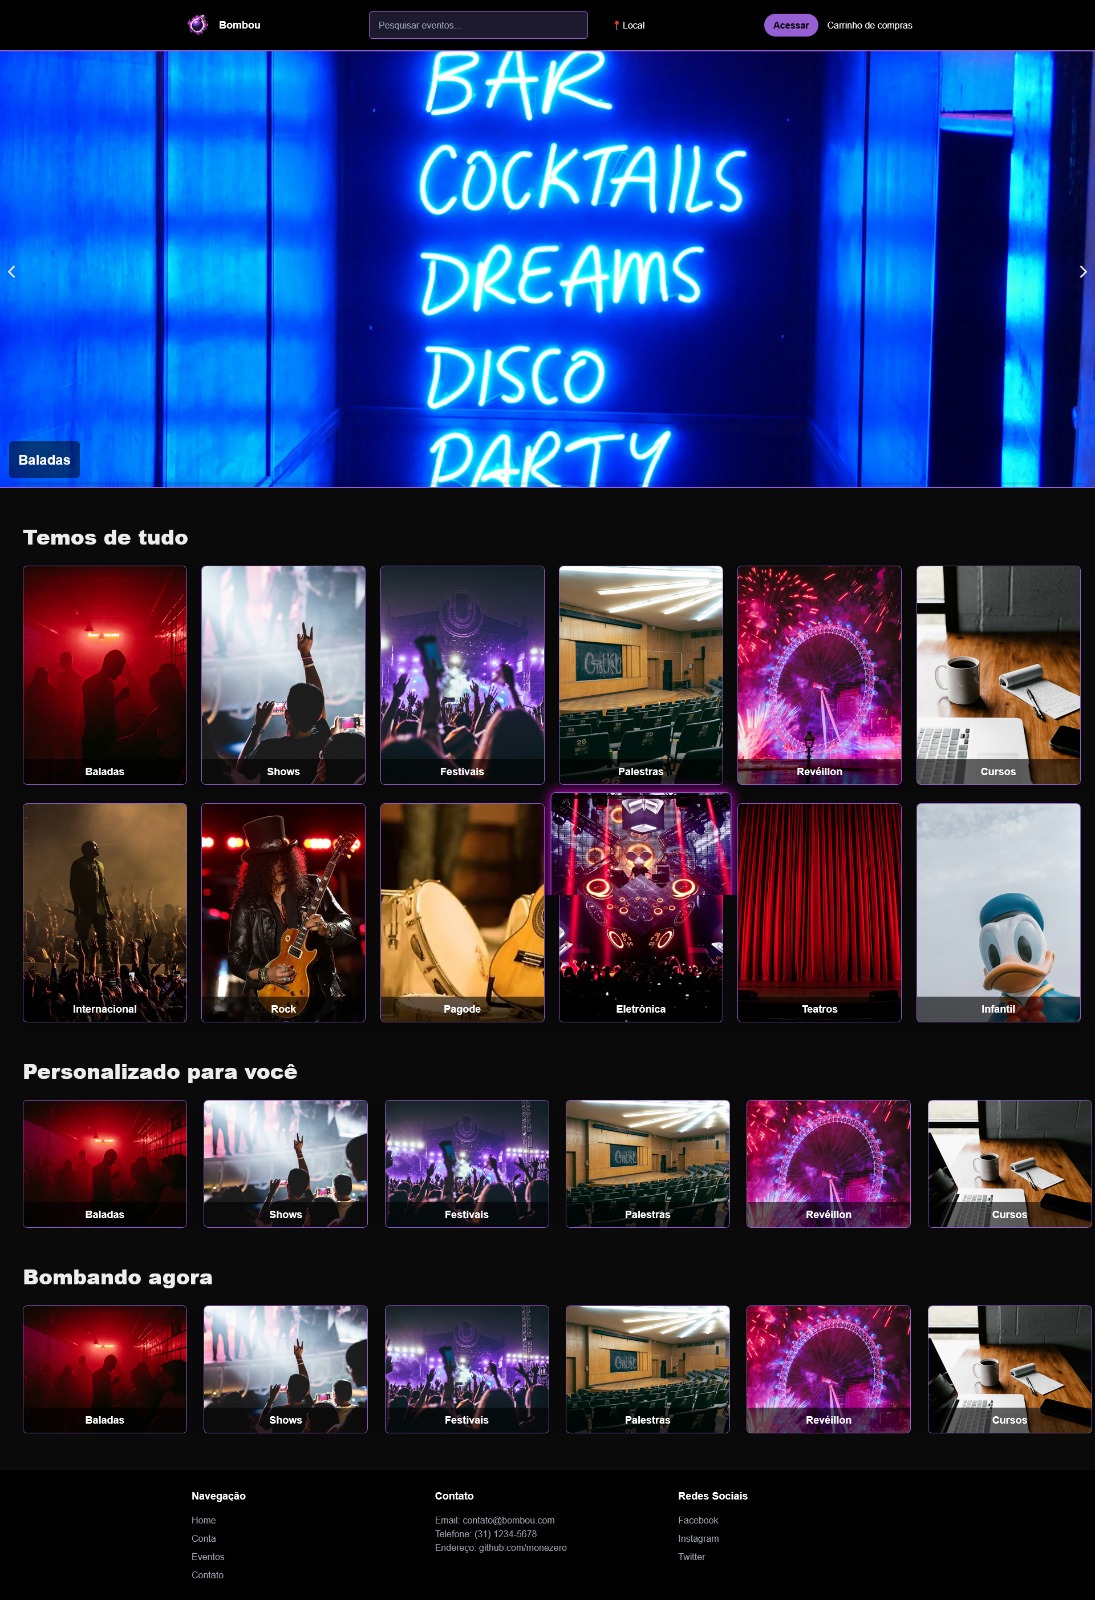 Bombou
Pesquisar eventos...
Local
Acessar
Carrinho de compras
BAR
COCKTAILS
DREAMS
DISCO
PARTY
Baladas
Temos de tudo
Baladas
Shows
Festivais
Palestras
Revéillon
Cursos
Internacional
Rock
Pagode
Eletrônica
Teatros
Infantil
Personalizado para você
Baladas
Shows
Festivais
Palestras
Revéillon
Cursos
Bombando agora
Baladas
Shows
Festivais
Palestras
Revéillon
Cursos
Navegação
Home
Conta
Eventos
Contato
Contato
Email: contato@bombou.com
Telefone: (31) 1234-5678
Endereço: github.com/monezero
Redes Sociais
Facebook
Instagram
Twitter